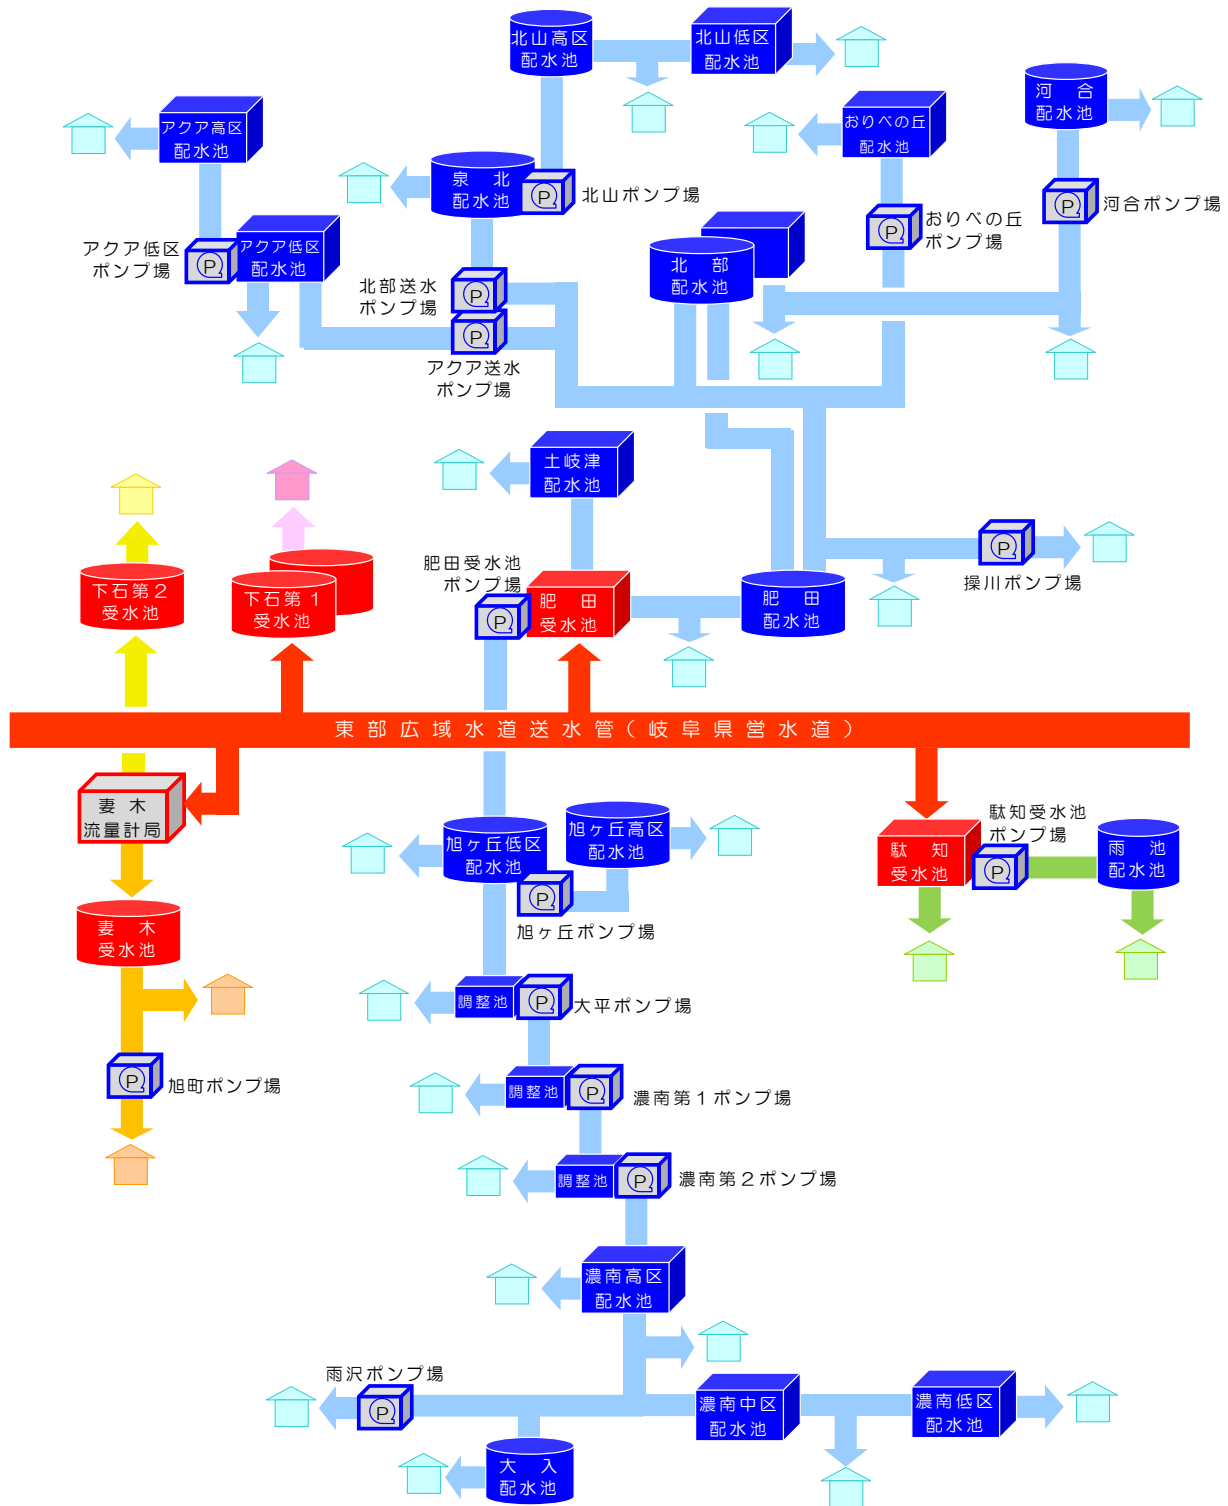 北山高区
配水池
北山低区
配水池
河　合
配水池
アクア高区
配水池
おりべの丘
配水池
泉　北
配水池
P
北山ポンプ場
P
河合ポンプ場
P
おりべの丘
ポンプ場
アクア低区
ポンプ場
P
アクア低区
配水池
北　部
配水池
北部送水
ポンプ場
P
P
アクア送水
ポンプ場
土岐津
配水池
P
操川ポンプ場
肥田受水池
ポンプ場
P
肥　田
受水池
肥　田
配水池
下石第２
受水池
下石第１
受水池
東部広域水道送水管（岐阜県営水道）
妻木
流量計局
旭ヶ丘低区
配水池
旭ヶ丘高区
配水池
P
旭ヶ丘ポンプ場
駄　知
受水池
駄知受水池
ポンプ場
P
雨　池
配水池
妻　木
受水池
調整池
P
大平ポンプ場
P
旭町ポンプ場
調整池
P
濃南第１ポンプ場
調整池
P
濃南第２ポンプ場
濃南高区
配水池
雨沢ポンプ場
P
濃南中区
配水池
濃南低区
配水池
大　入
配水池